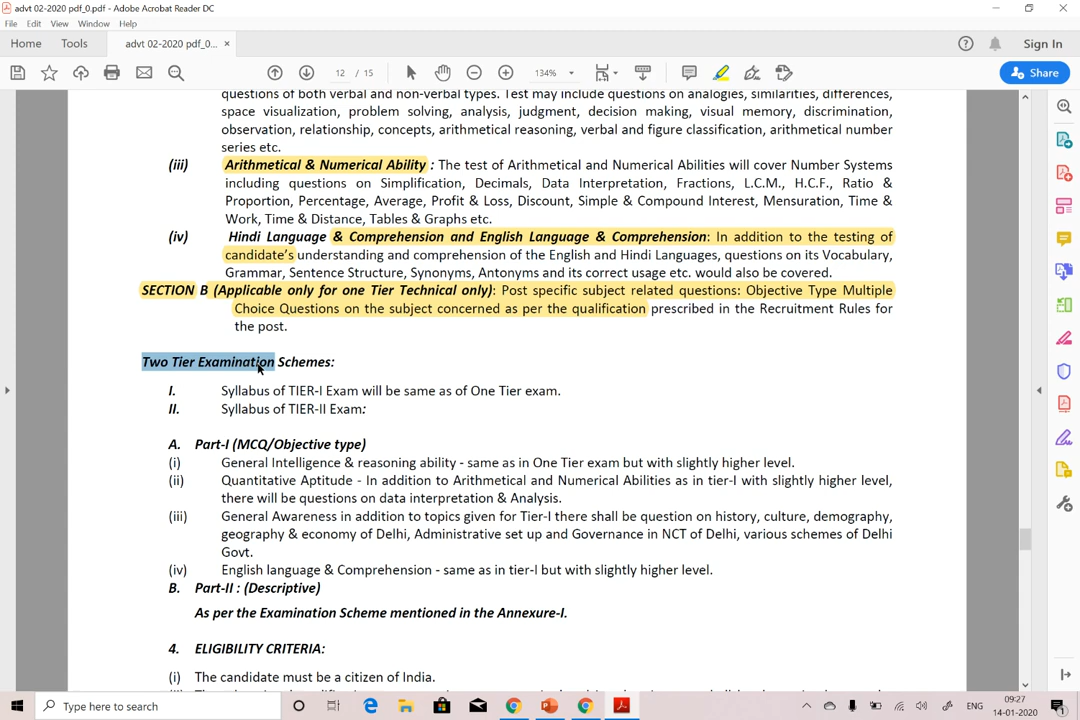 advt 02-2020 pdf_0.pdf - Adobe Acrobat Reader DC
File Edit View Window Help
Home Tools advt 02-2020 pdf_0... × Sign In
12 / 15 134% Share
questions of both verbal and non-verbal types. Test may include questions on analogies, similarities, differences,
space visualization, problem solving, analysis, judgment, decision making, visual memory, discrimination,
observation, relationship, concepts, arithmetical reasoning, verbal and figure classification, arithmetical number
series etc.
(iii) Arithmetical & Numerical Ability : The test of Arithmetical and Numerical Abilities will cover Number Systems
including questions on Simplification, Decimals, Data Interpretation, Fractions, L.C.M., H.C.F., Ratio &
Proportion, Percentage, Average, Profit & Loss, Discount, Simple & Compound Interest, Mensuration, Time &
Work, Time & Distance, Tables & Graphs etc.
(iv) Hindi Language & Comprehension and English Language & Comprehension: In addition to the testing of
candidate's understanding and comprehension of the English and Hindi Languages, questions on its Vocabulary,
Grammar, Sentence Structure, Synonyms, Antonyms and its correct usage etc. would also be covered.
SECTION B (Applicable only for one Tier Technical only): Post specific subject related questions: Objective Type Multiple
Choice Questions on the subject concerned as per the qualification prescribed in the Recruitment Rules for
the post.
Two Tier Examination Schemes:
I. Syllabus of TIER-I Exam will be same as of One Tier exam.
II. Syllabus of TIER-II Exam:
A. Part-I (MCQ/Objective type)
(i) General Intelligence & reasoning ability - same as in One Tier exam but with slightly higher level.
(ii) Quantitative Aptitude - In addition to Arithmetical and Numerical Abilities as in tier-I with slightly higher level,
there will be questions on data interpretation & Analysis.
(iii) General Awareness in addition to topics given for Tier-I there shall be question on history, culture, demography,
geography & economy of Delhi, Administrative set up and Governance in NCT of Delhi, various schemes of Delhi
Govt.
(iv) English language & Comprehension - same as in tier-I but with slightly higher level.
B. Part-II : (Descriptive)
As per the Examination Scheme mentioned in the Annexure-I.
4. ELIGIBILITY CRITERIA:
(i) The candidate must be a citizen of India.
Type here to search ENG 09:27
14-01-2020